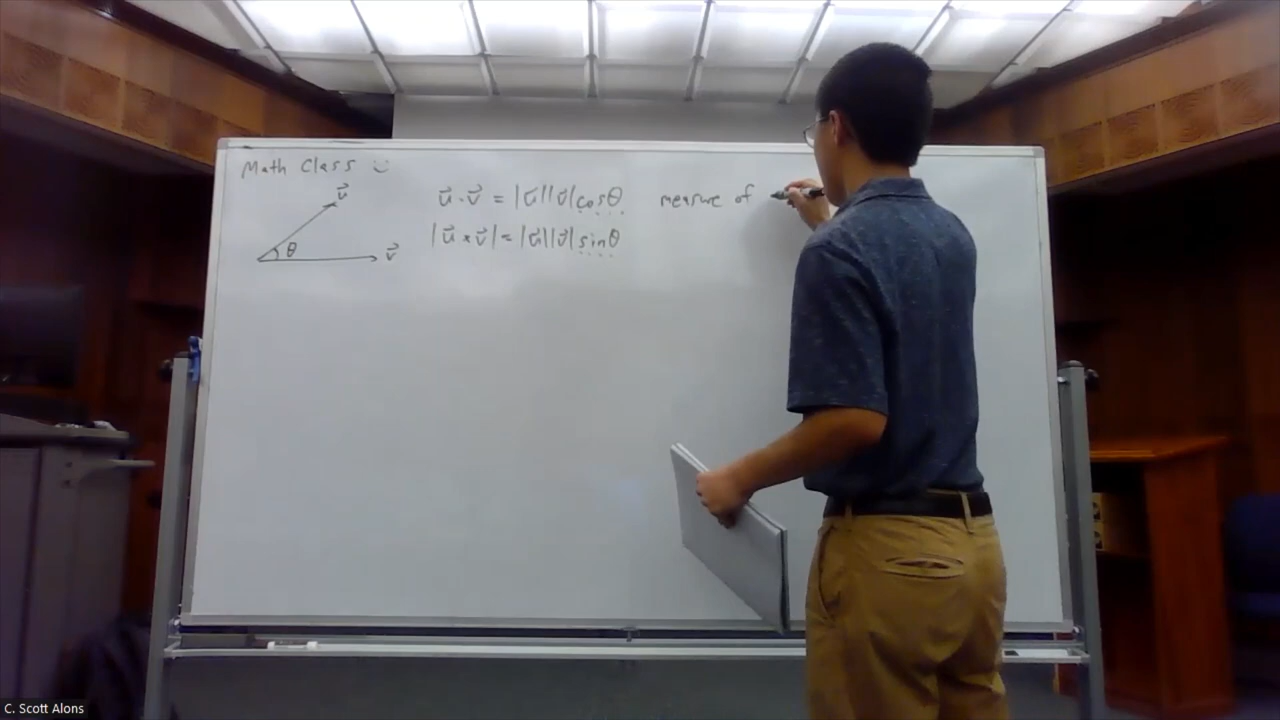 Math Class ☺
u⃗
θ
v⃗
u⃗ · v⃗ = |u⃗||v⃗|cosθ measure of
|u⃗ × v⃗| = |u⃗||v⃗|sinθ
C. Scott Alons